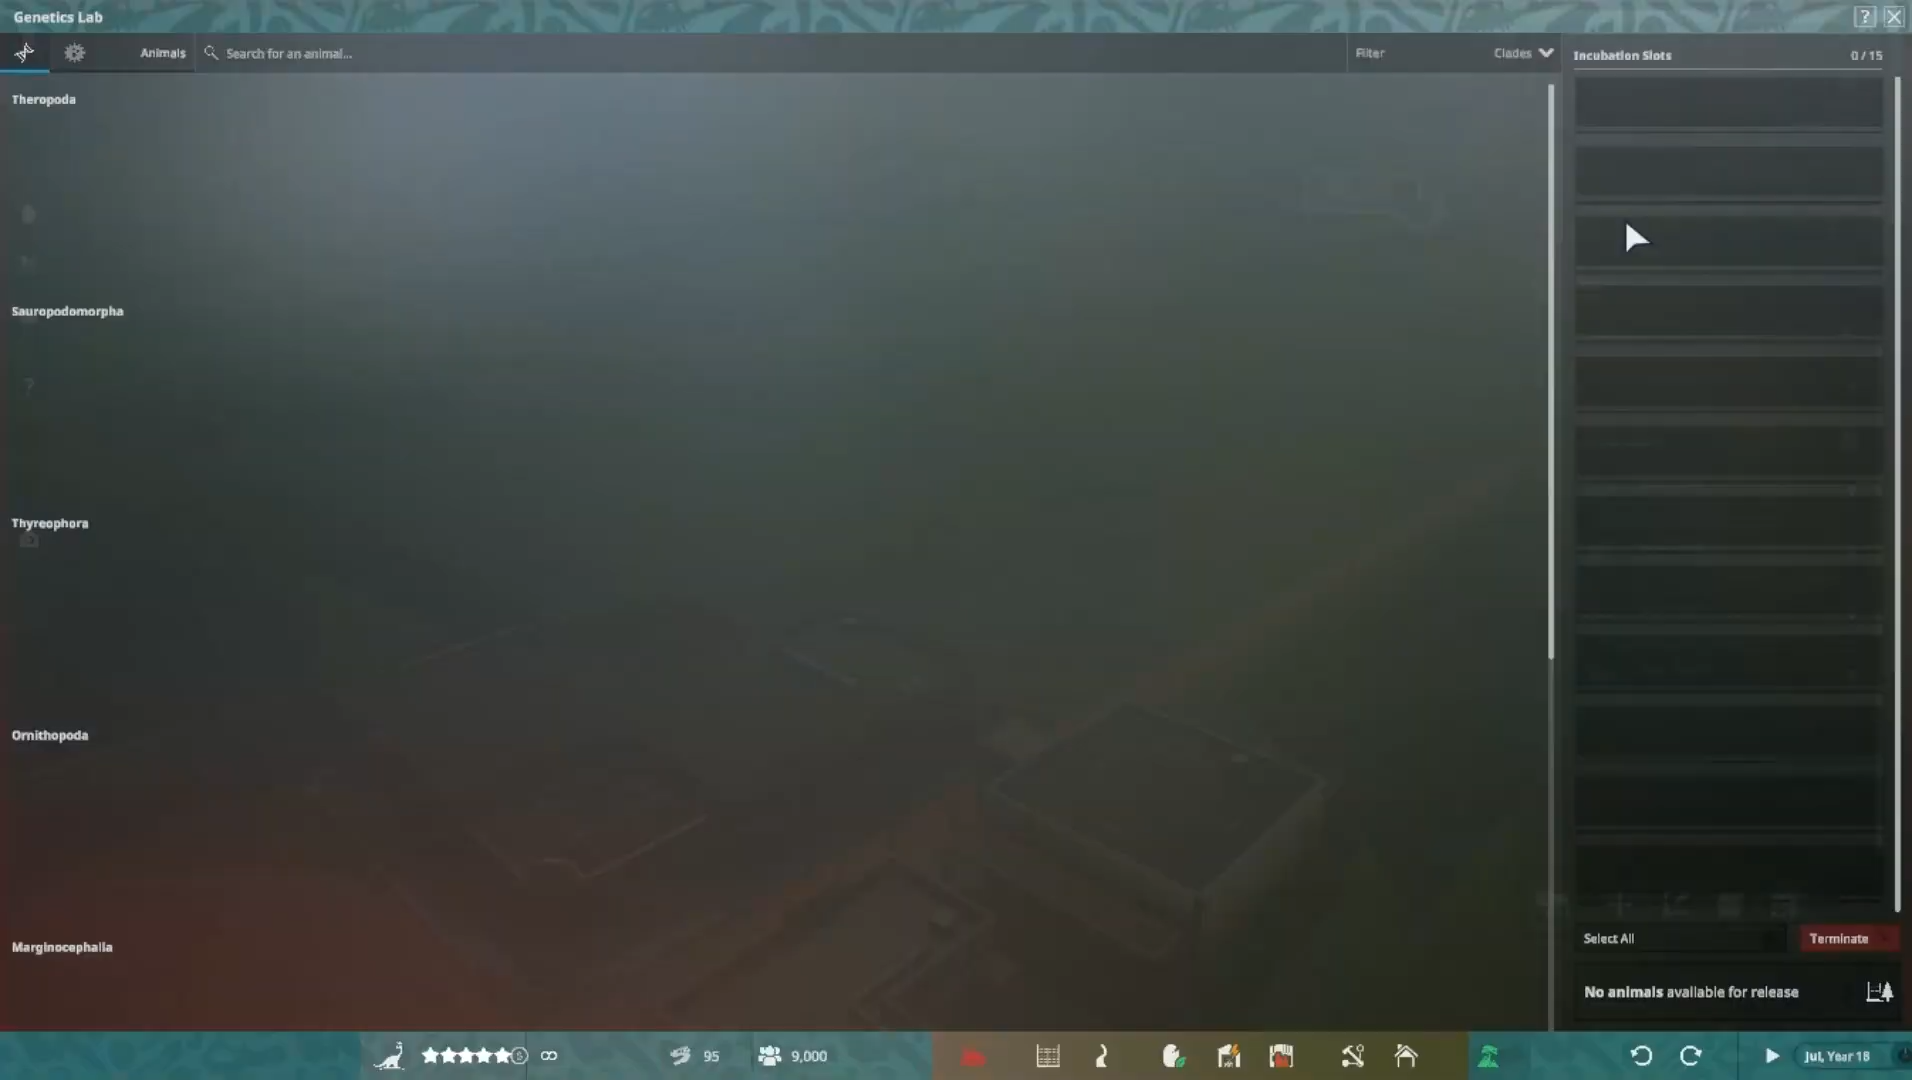 Genetics Lab
?
Animals
Search for an animal...
Filter
Clades
Incubation Slots
0 / 15
Theropoda
Sauropodomorpha
?
Thyreophora
Ornithopoda
Marginocephalia
Select All
Terminate
No animals available for release
95
9,000
Jul, Year 18